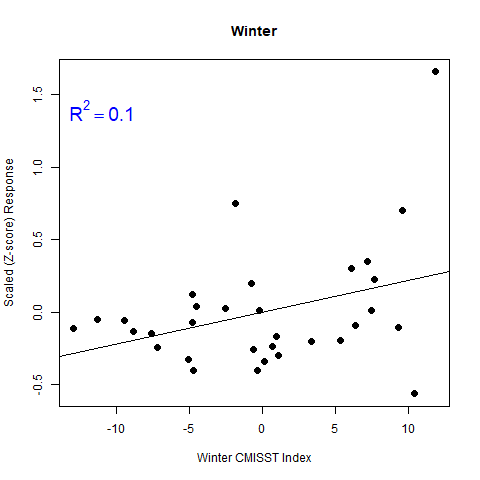 Winter
R² = 0.1
Scaled (Z-score) Response
1.5
1.0
0.5
0.0
-0.5
-10 -5 0 5 10
Winter CMISST Index